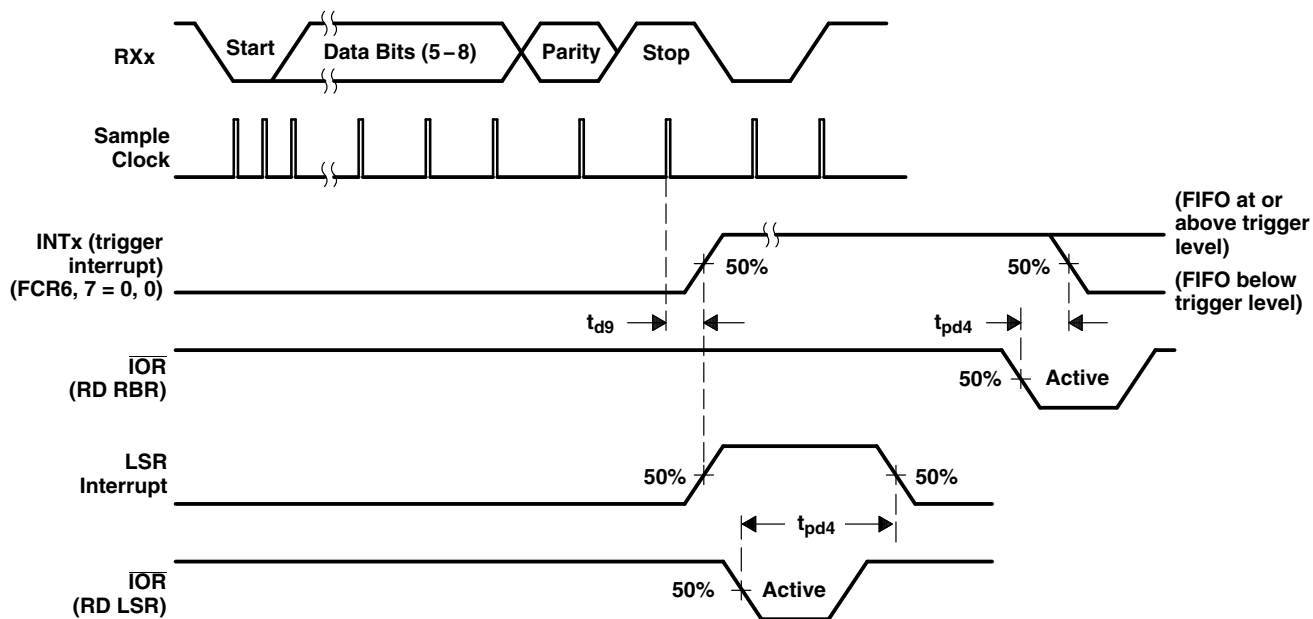 RXx
Start
Data Bits (5–8)
Parity
Stop
Sample
Clock
INTx (trigger
interrupt)
(FCR6, 7 = 0, 0)
50%
50%
(FIFO at or
above trigger
level)
(FIFO below
trigger level)
td9
tpd4
IOR
(RD RBR)
50%
Active
LSR
Interrupt
50%
50%
tpd4
IOR
(RD LSR)
50%
Active